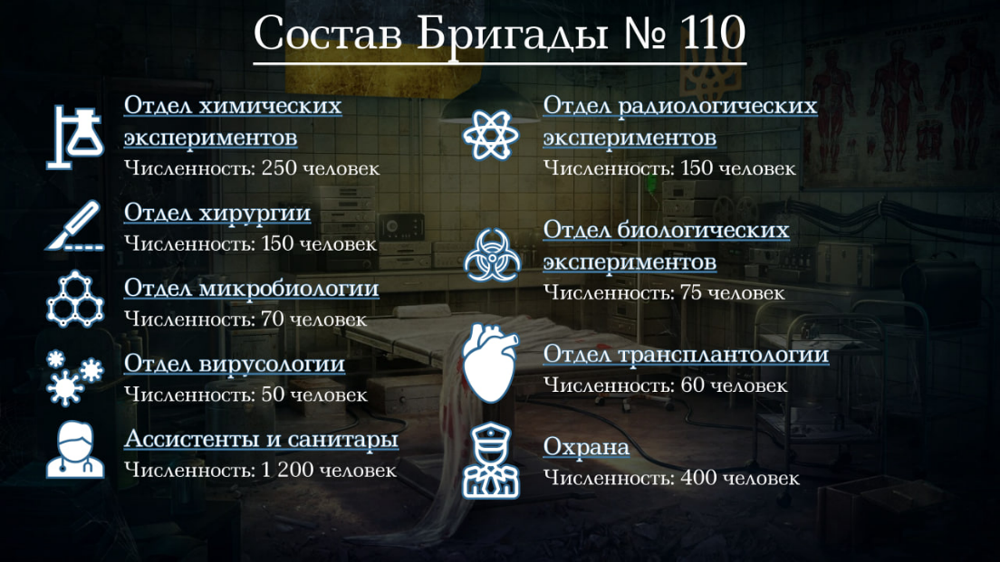 Состав Бригады № 110
Отдел химических
экспериментов
Численность: 250 человек
Отдел хирургии
Численность: 150 человек
Отдел микробиологии
Численность: 70 человек
Отдел вирусологии
Численность: 50 человек
Ассистенты и санитары
Численность: 1 200 человек
Отдел радиологических
экспериментов
Численность: 150 человек
Отдел биологических
экспериментов
Численность: 75 человек
Отдел трансплантологии
Численность: 60 человек
Охрана
Численность: 400 человек